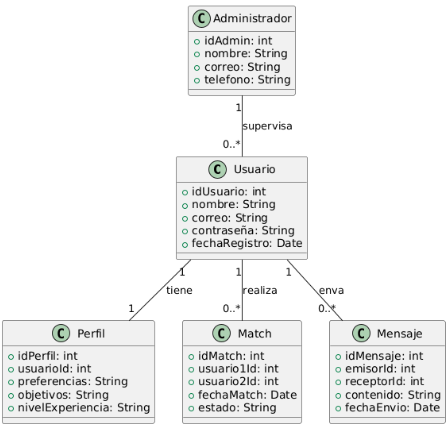 C Administrador
idAdmin: int
nombre: String
correo: String
telefono: String
1
supervisa
0..*
C Usuario
idUsuario: int
nombre: String
correo: String
contraseña: String
fechaRegistro: Date
1 1 1
tiene realiza enva
1 0..* 0..*
C Perfil
idPerfil: int
usuarioId: int
preferencias: String
objetivos: String
nivelExperiencia: String
C Match
idMatch: int
usuario1Id: int
usuario2Id: int
fechaMatch: Date
estado: String
C Mensaje
idMensaje: int
emisorId: int
receptorId: int
contenido: String
fechaEnvio: Date